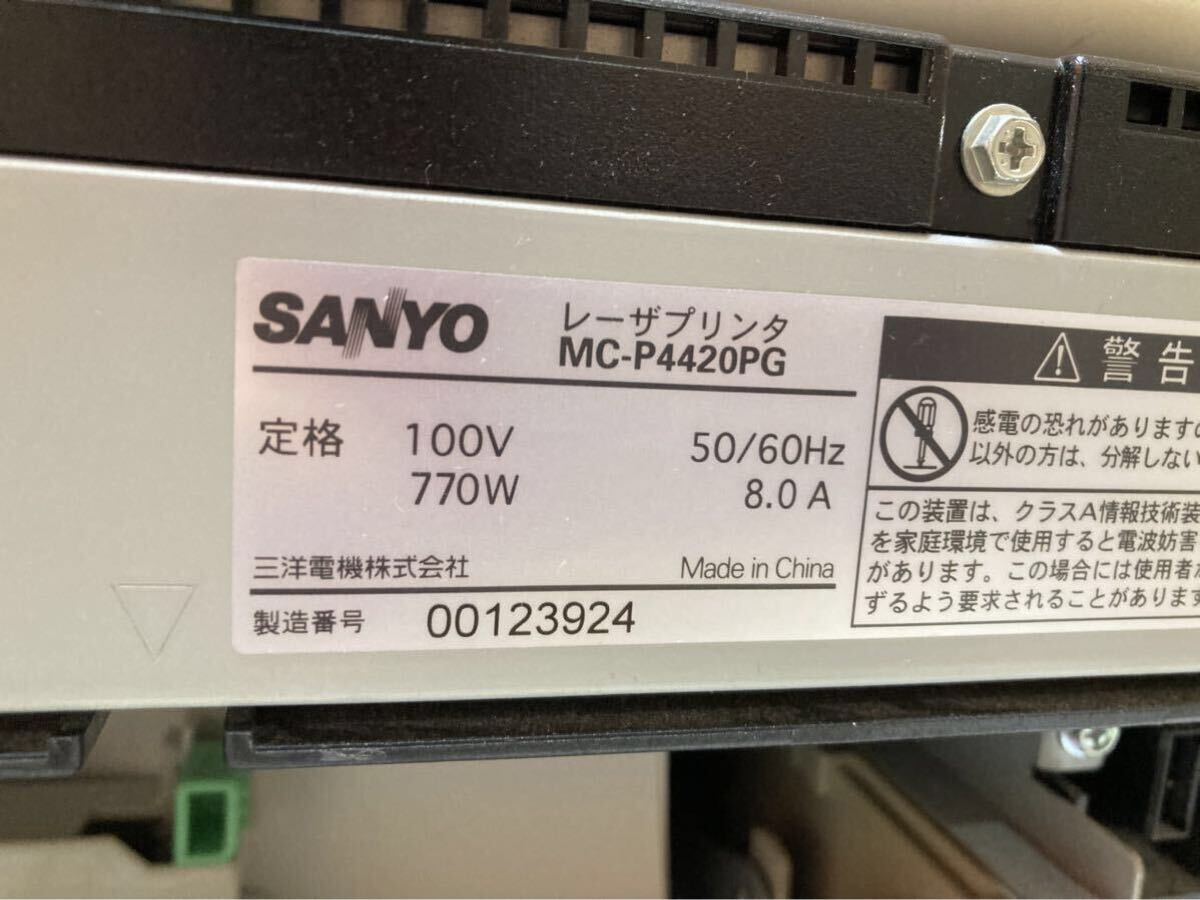 SANYO
レーザプリンタ
MC-P4420PG
定格 100V 50/60Hz
770W 8.0 A
三洋電機株式会社 Made in China
製造番号 00123924
警告
感電の恐れがありますの
以外の方は、分解しない
この装置は、クラスA情報技術装
を家庭環境で使用すると電波妨害
があります。この場合には使用者が
ずるよう要求されることがあります